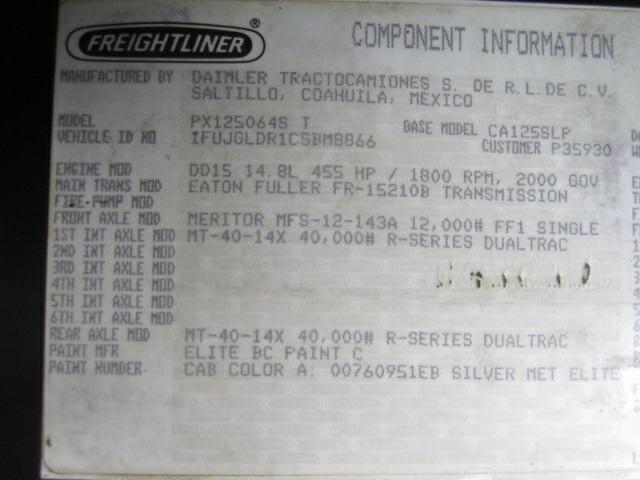 FREIGHTLINER ®
COMPONENT INFORMATION
MANUFACTURED BY DAIMLER TRACTOCAMIONES S. DE R.L.DE C.V.
SALTILLO, COAHUILA, MEXICO
MODEL PX125064S T BASE MODEL CA125SLP
VEHICLE ID NO 1FUJGLDR1CSBM8866 CUSTOMER P35930
ENGINE MOD DD15 14.8L 455 HP / 1800 RPM, 2000 GOV
MAIN TRANS MOD EATON FULLER FR-15210B TRANSMISSION
FIRE-PUMP MOD
FRONT AXLE MOD MERITOR MFS-12-143A 12,000# FF1 SINGLE
1ST INT AXLE MOD MT-40-14X 40,000# R-SERIES DUALTRAC
2ND INT AXLE MOD
3RD INT AXLE MOD
4TH INT AXLE MOD
5TH INT AXLE MOD
6TH INT AXLE MOD
REAR AXLE MOD MT-40-14X 40,000# R-SERIES DUALTRAC
PAINT MFR ELITE BC PAINT C
PAINT NUMBER CAB COLOR A: 00760951EB SILVER MET ELITE